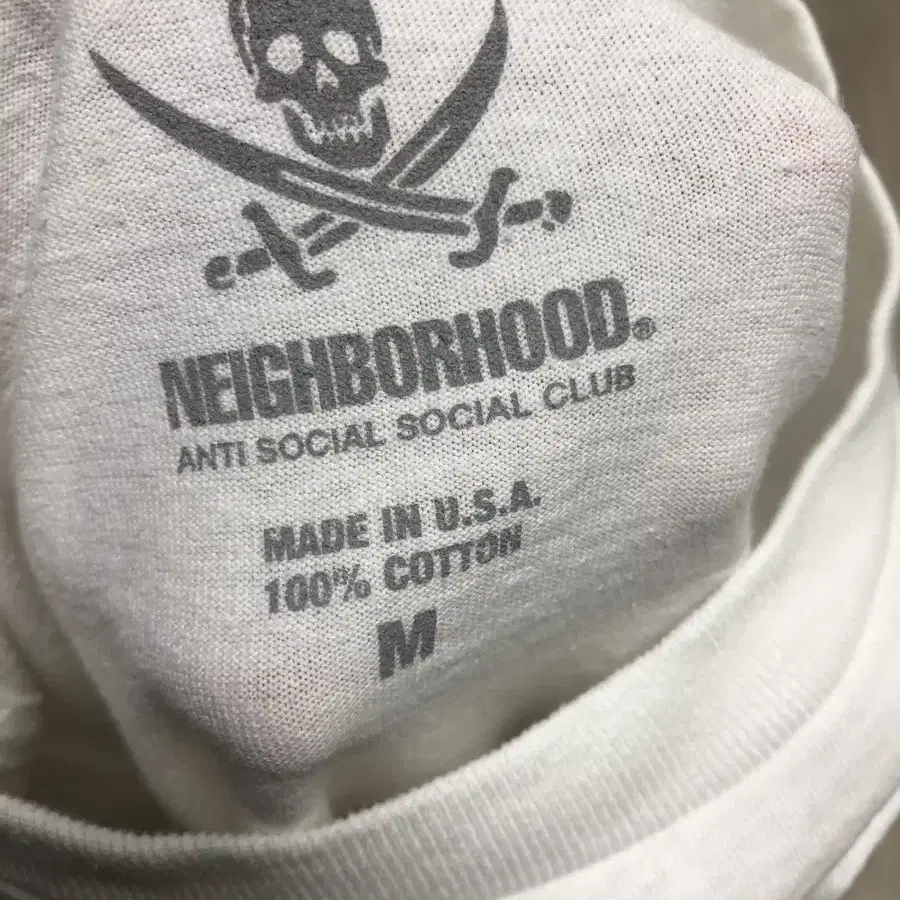 NEIGHBORHOOD®
ANTI SOCIAL SOCIAL CLUB
MADE IN U.S.A.
100% COTTON
M